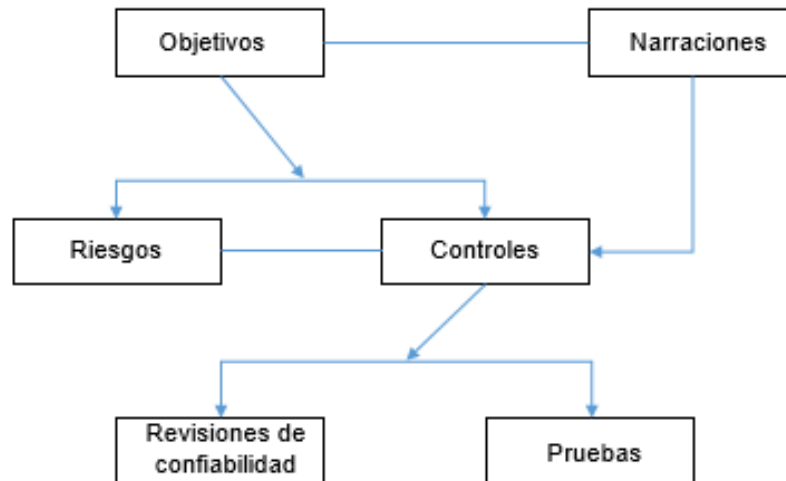 Objetivos
Narraciones
Riesgos
Controles
Revisiones de
confiabilidad
Pruebas